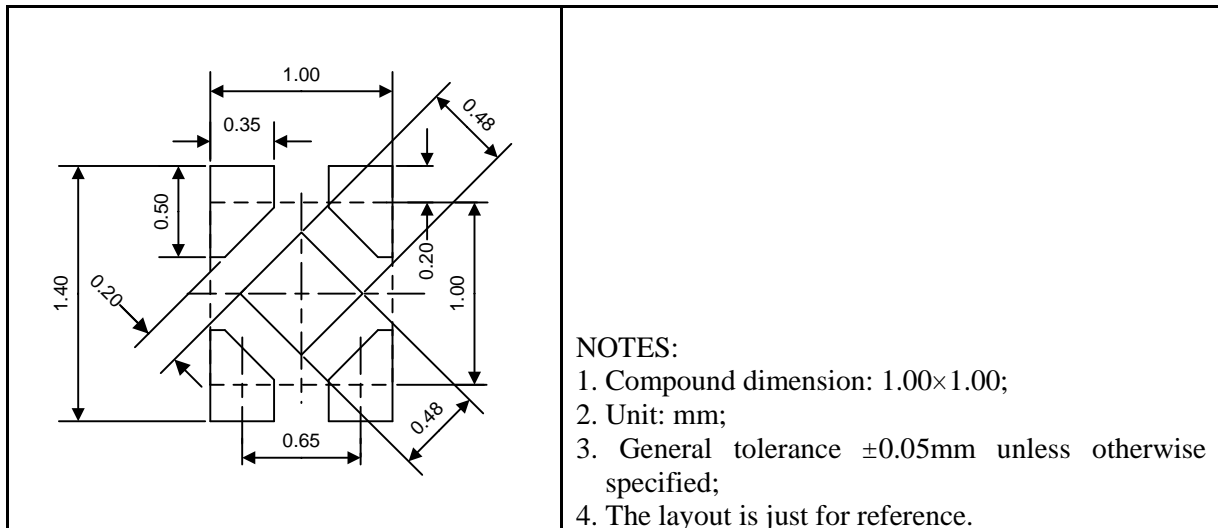 1.00
0.48
0.35
0.50
0.20
0.20
1.40
1.00
0.48
0.65
NOTES:
1. Compound dimension: 1.00×1.00;
2. Unit: mm;
3. General tolerance ±0.05mm unless otherwise
specified;
4. The layout is just for reference.